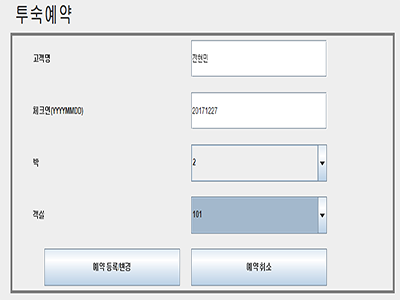 투숙예약
고객명
전현민
체크인(YYYYMMDD)
20171227
박
2
객실
101
예약 등록/변경
예약 취소